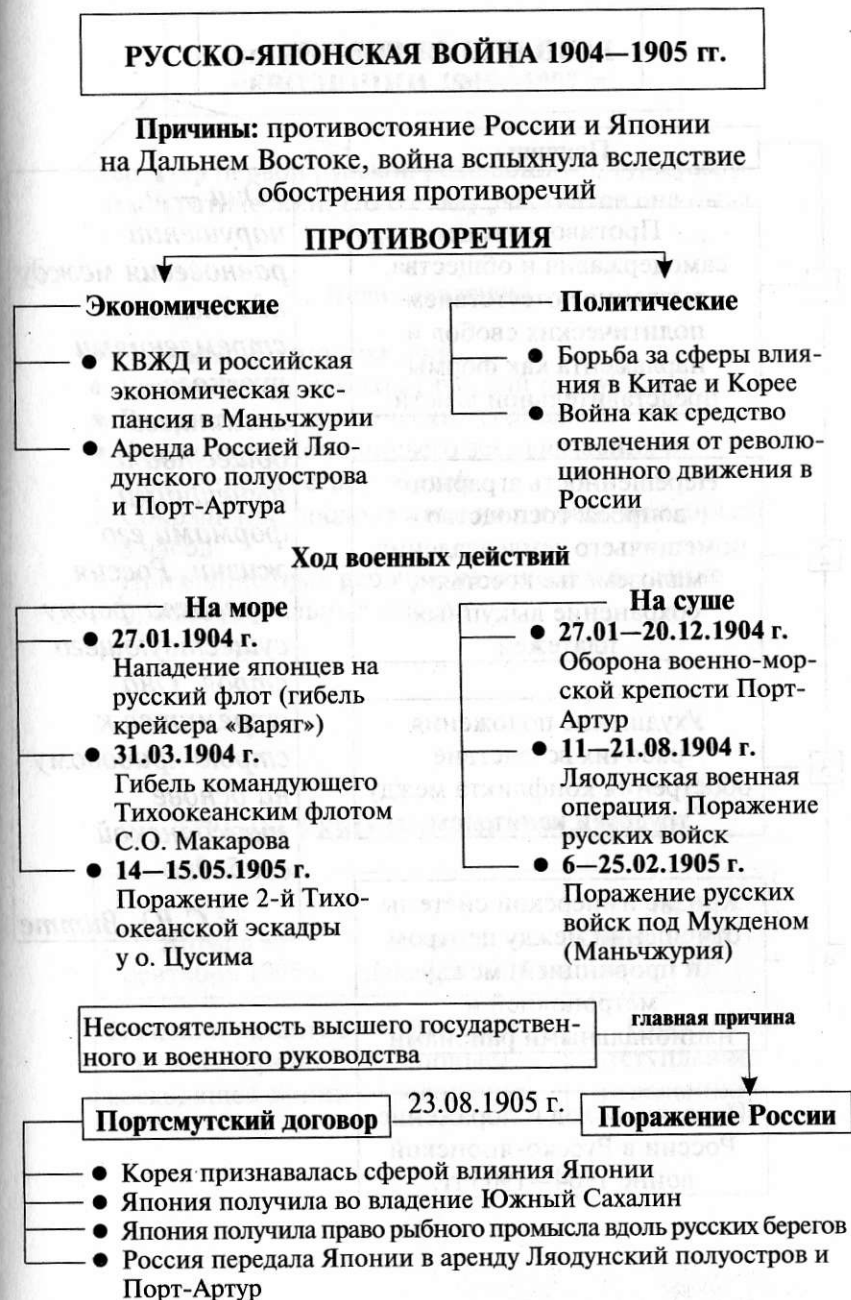 РУССКО-ЯПОНСКАЯ ВОЙНА 1904—1905 гг.
Причины: противостояние России и Японии
на Дальнем Востоке, война вспыхнула вследствие
обострения противоречий
ПРОТИВОРЕЧИЯ
Экономические
● КВЖД и российская
экономическая экс-
пансия в Маньчжурии
● Аренда Россией Ляо-
дунского полуострова
и Порт-Артура
Политические
● Борьба за сферы влия-
ния в Китае и Корее
● Война как средство
отвлечения от револю-
ционного движения в
России
Ход военных действий
На море
● 27.01.1904 г.
Нападение японцев на
русский флот (гибель
крейсера «Варяг»)
● 31.03.1904 г.
Гибель командующего
Тихоокеанским флотом
С.О. Макарова
● 14—15.05.1905 г.
Поражение 2-й Тихо-
океанской эскадры
у о. Цусима
На суше
● 27.01—20.12.1904 г.
Оборона военно-мор-
ской крепости Порт-
Артур
● 11—21.08.1904 г.
Ляодунская военная
операция. Поражение
русских войск
● 6—25.02.1905 г.
Поражение русских
войск под Мукденом
(Маньчжурия)
Несостоятельность высшего государствен-
ного и военного руководства
главная причина
Портсмутский договор
23.08.1905 г.
Поражение России
● Корея признавалась сферой влияния Японии
● Япония получила во владение Южный Сахалин
● Япония получила право рыбного промысла вдоль русских берегов
● Россия передала Японии в аренду Ляодунский полуостров и
Порт-Артур